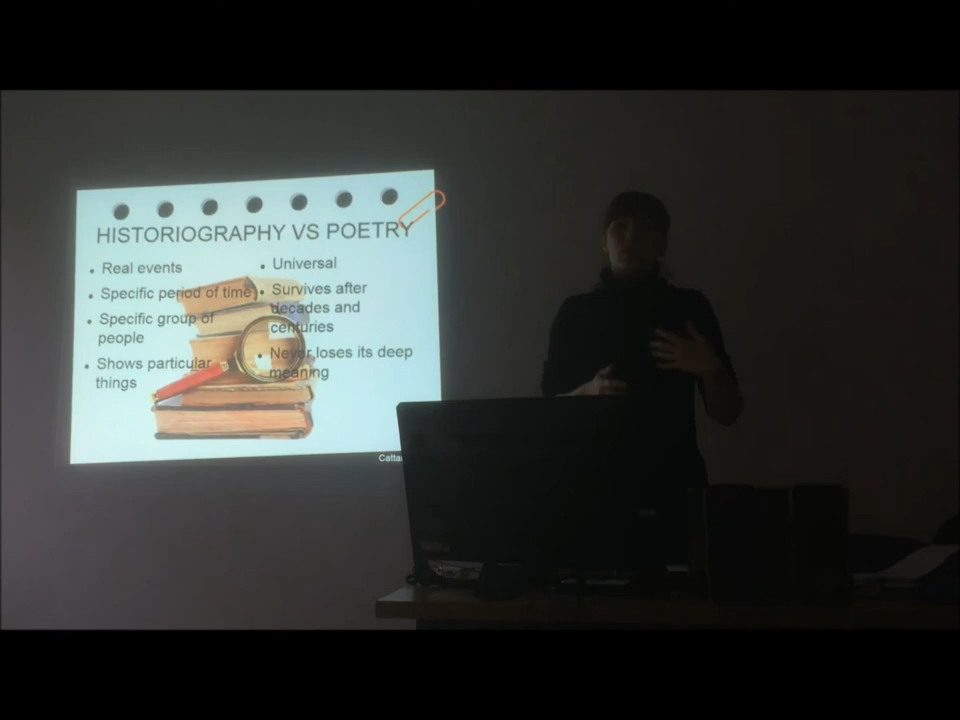 HISTORIOGRAPHY VS POETRY
• Real events
• Specific period of time
• Specific group of
people
• Shows particular
things
• Universal
• Survives after
decades and
centuries
• Never loses its deep
meaning